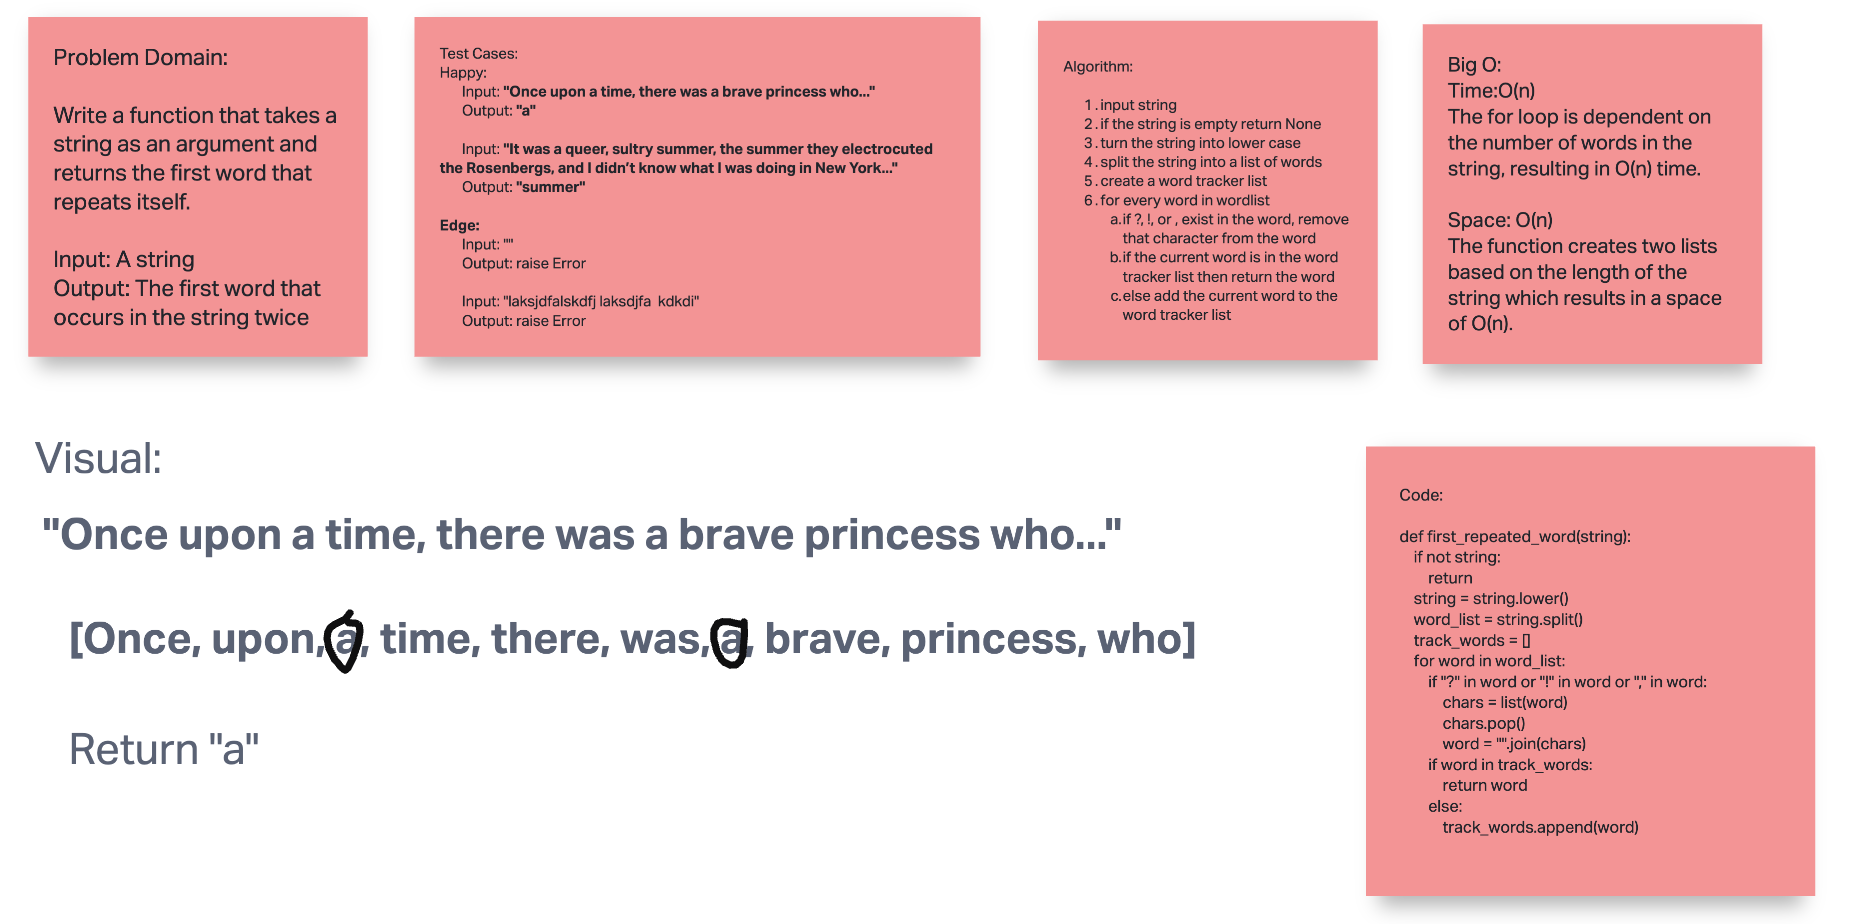 Problem Domain:
Write a function that takes a
string as an argument and
returns the first word that
repeats itself.
Input: A string
Output: The first word that
occurs in the string twice
Test Cases:
Happy:
Input: "Once upon a time, there was a brave princess who..."
Output: "a"
Input: "It was a queer, sultry summer, the summer they electrocuted
the Rosenbergs, and I didn’t know what I was doing in New York..."
Output: "summer"
Edge:
Input: ""
Output: raise Error
Input: "laksjdfalskdfj laksdjfa  kdkdi"
Output: raise Error
Algorithm:
1. input string
2. if the string is empty return None
3. turn the string into lower case
4. split the string into a list of words
5. create a word tracker list
6. for every word in wordlist
a. if ?, !, or , exist in the word, remove
that character from the word
b. if the current word is in the word
tracker list then return the word
c. else add the current word to the
word tracker list
Big O:
Time:O(n)
The for loop is dependent on
the number of words in the
string, resulting in O(n) time.
Space: O(n)
The function creates two lists
based on the length of the
string which results in a space
of O(n).
Visual:
"Once upon a time, there was a brave princess who..."
[Once, upon, a, time, there, was, a, brave, princess, who]
Return "a"
Code:
def first_repeated_word(string):
if not string:
return
string = string.lower()
word_list = string.split()
track_words = []
for word in word_list:
if "?" in word or "!" in word or "," in word:
chars = list(word)
chars.pop()
word = "".join(chars)
if word in track_words:
return word
else:
track_words.append(word)